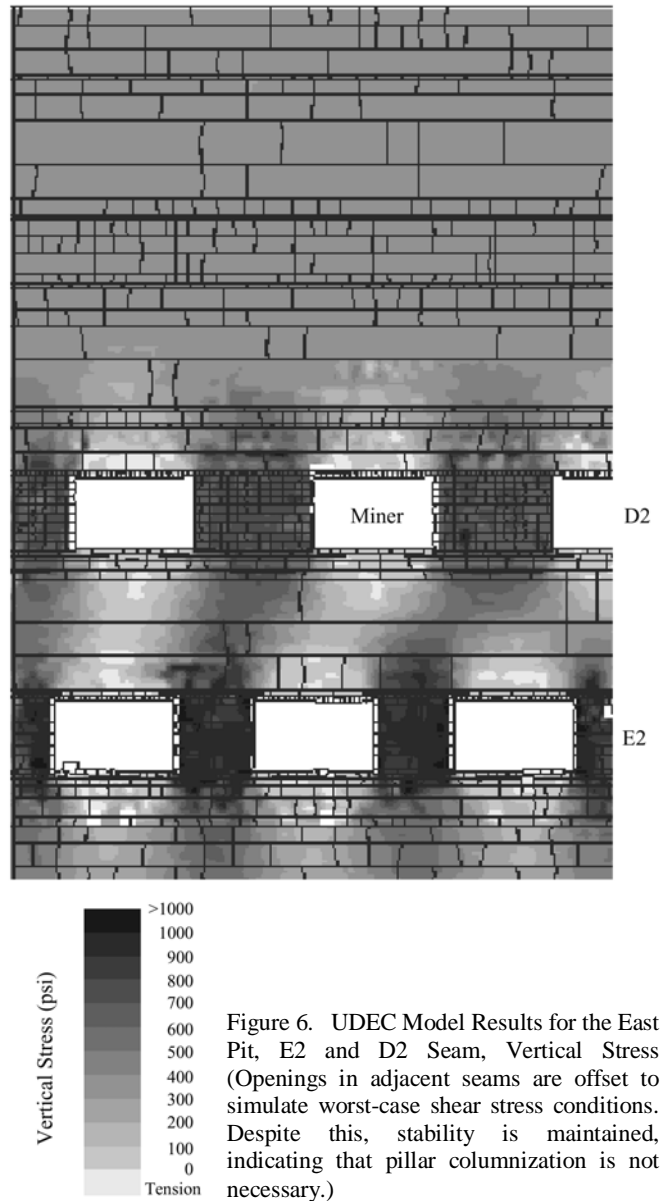 Miner
D2
E2
Vertical Stress (psi)
>1000
1000
900
800
700
600
500
400
300
200
100
0
Tension
Figure 6. UDEC Model Results for the East
Pit, E2 and D2 Seam, Vertical Stress
(Openings in adjacent seams are offset to
simulate worst-case shear stress conditions.
Despite this, stability is maintained,
indicating that pillar columnization is not
necessary.)